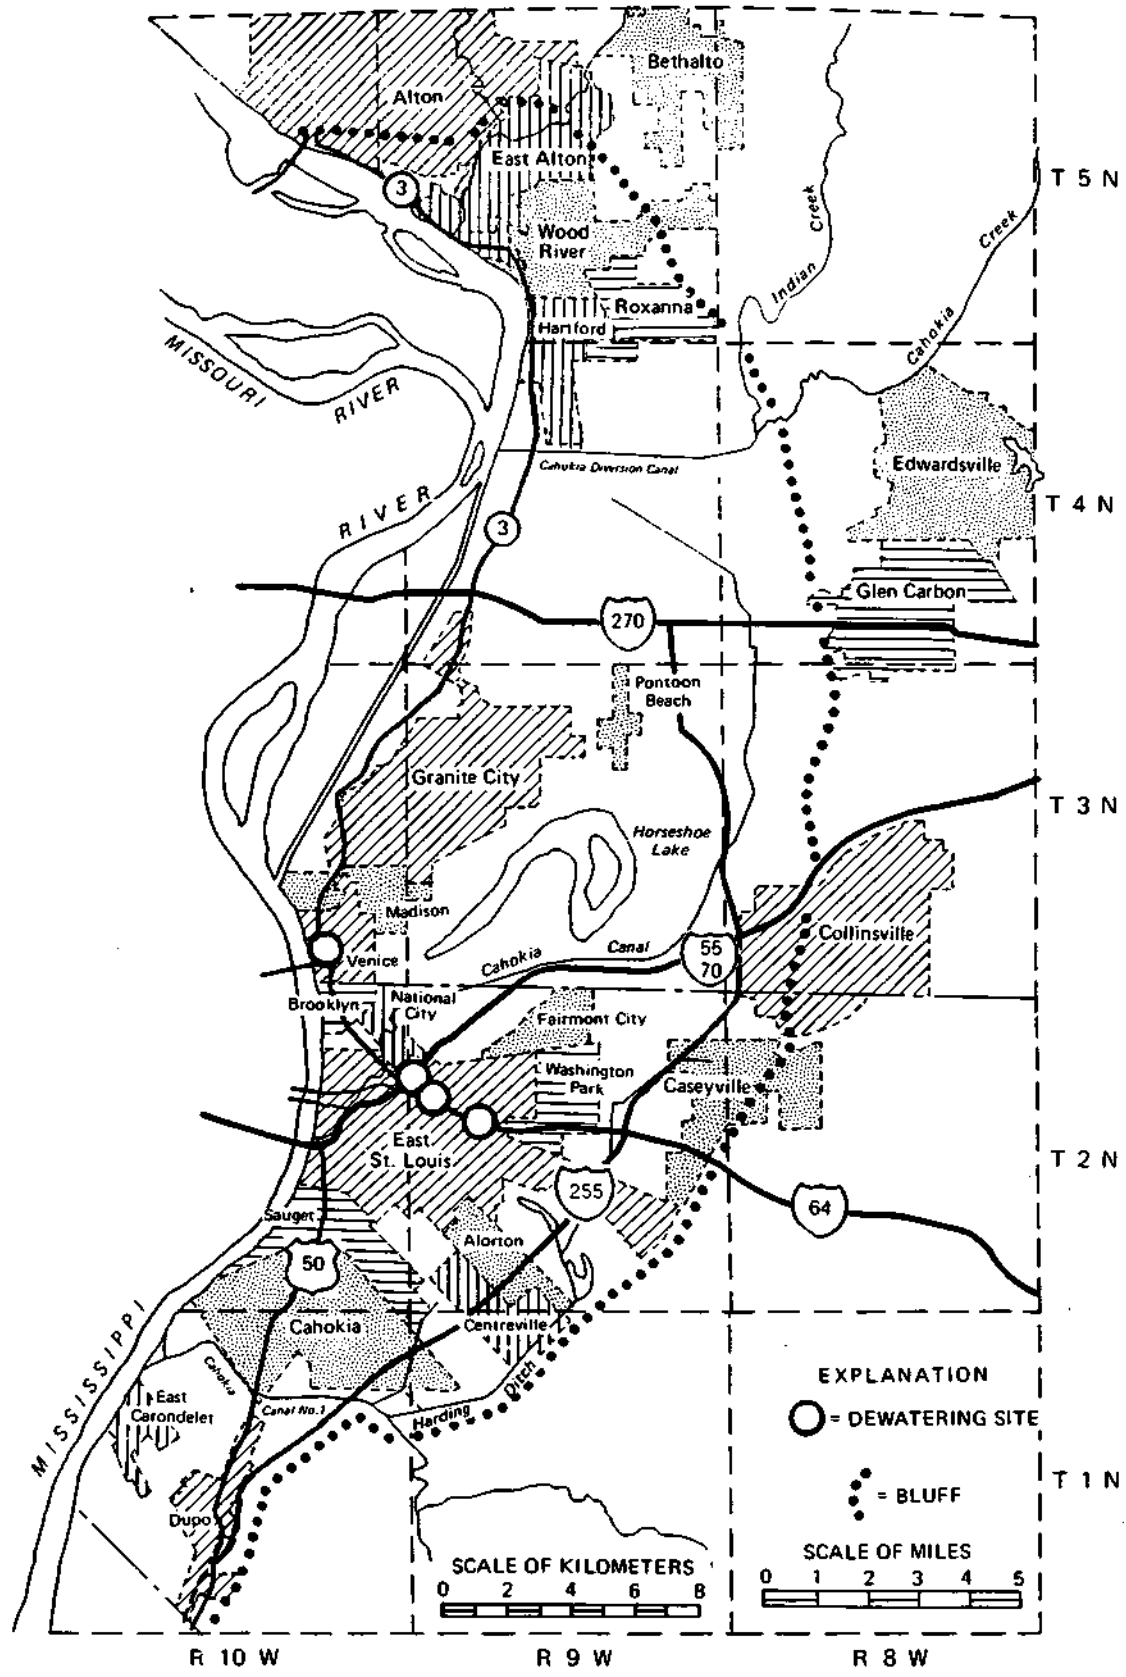 Bethalto
Alton
East Alton
T 5 N
3
Wood
River
Indian
Creek
Creek
Roxanna
Hartford
Cahokia
MISSOURI
RIVER
Edwardsville
Cahokia Diversion Canal
RIVER
T 4 N
3
Glen Carbon
270
Pontoon
Beach
Granite City
T 3 N
Horseshoe
Lake
Madison
Collinsville
Cahokia
Canal
55
70
Venice
Brooklyn
National
City
Fairmont City
Washington
Park
Caseyville
East
St. Louis
T 2 N
255
64
Sauget
Alorton
50
Cahokia
Centreville
MISSISSIPPI
Cahokia
Canal No. 1
Harding
Ditch
East
Carondelet
Dupo
EXPLANATION
= DEWATERING SITE
= BLUFF
T 1 N
SCALE OF KILOMETERS
0 2 4 6 8
SCALE OF MILES
0 1 2 3 4 5
R 10 W
R 9 W
R 8 W